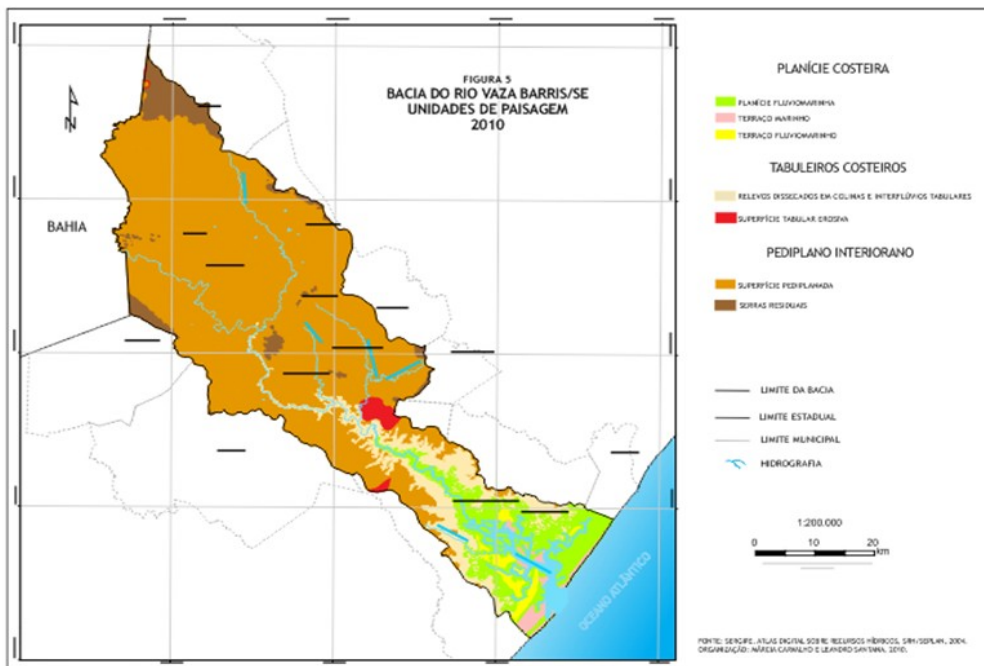 FIGURA 5
BACIA DO RIO VAZA BARRIS/SE
UNIDADES DE PAISAGEM
2010
N
BAHIA
OCEANO ATLÂNTICO
PLANÍCIE COSTEIRA
PLANÍCIE FLUVIOMARINHA
TERRAÇO MARINHO
TERRAÇO FLUVIOMARINHO
TABULEIROS COSTEIROS
RELEVOS DISSECADOS EM COLINAS E INTERFLÚVIOS TABULARES
SUPERFÍCIE TABULAR EROSIVA
PEDIPLANO INTERIORANO
SUPERFÍCIE PEDIPLANADA
SERRAS RESIDUAIS
LIMITE DA BACIA
LIMITE ESTADUAL
LIMITE MUNICIPAL
HIDROGRAFIA
1:200.000
0 10 20
km
FONTE: SERGIPE. ATLAS DIGITAL SOBRE RECURSOS HÍDRICOS, SRH/SEPLAN, 2004.
ORGANIZAÇÃO: MÁRCIA CARVALHO E LEANDRO SANTANA, 2010.